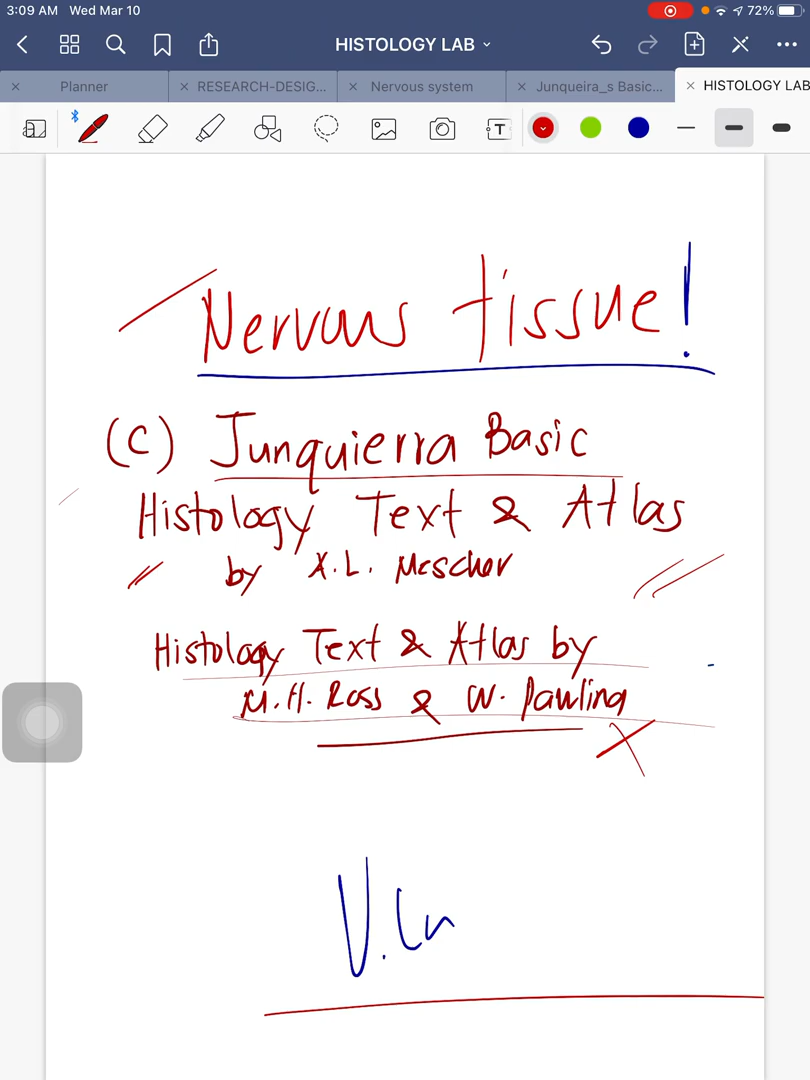 3:09 AM Wed Mar 10
72%
HISTOLOGY LAB
Planner
RESEARCH-DESIG...
Nervous system
Junqueira_s Basic...
HISTOLOGY LAB
T
Nervous tissue!
(C) Junquierra Basic
Histology Text & Atlas
by A.L. Mescher
Histology Text & Atlas by
M.H. Ross & W. Pawlina